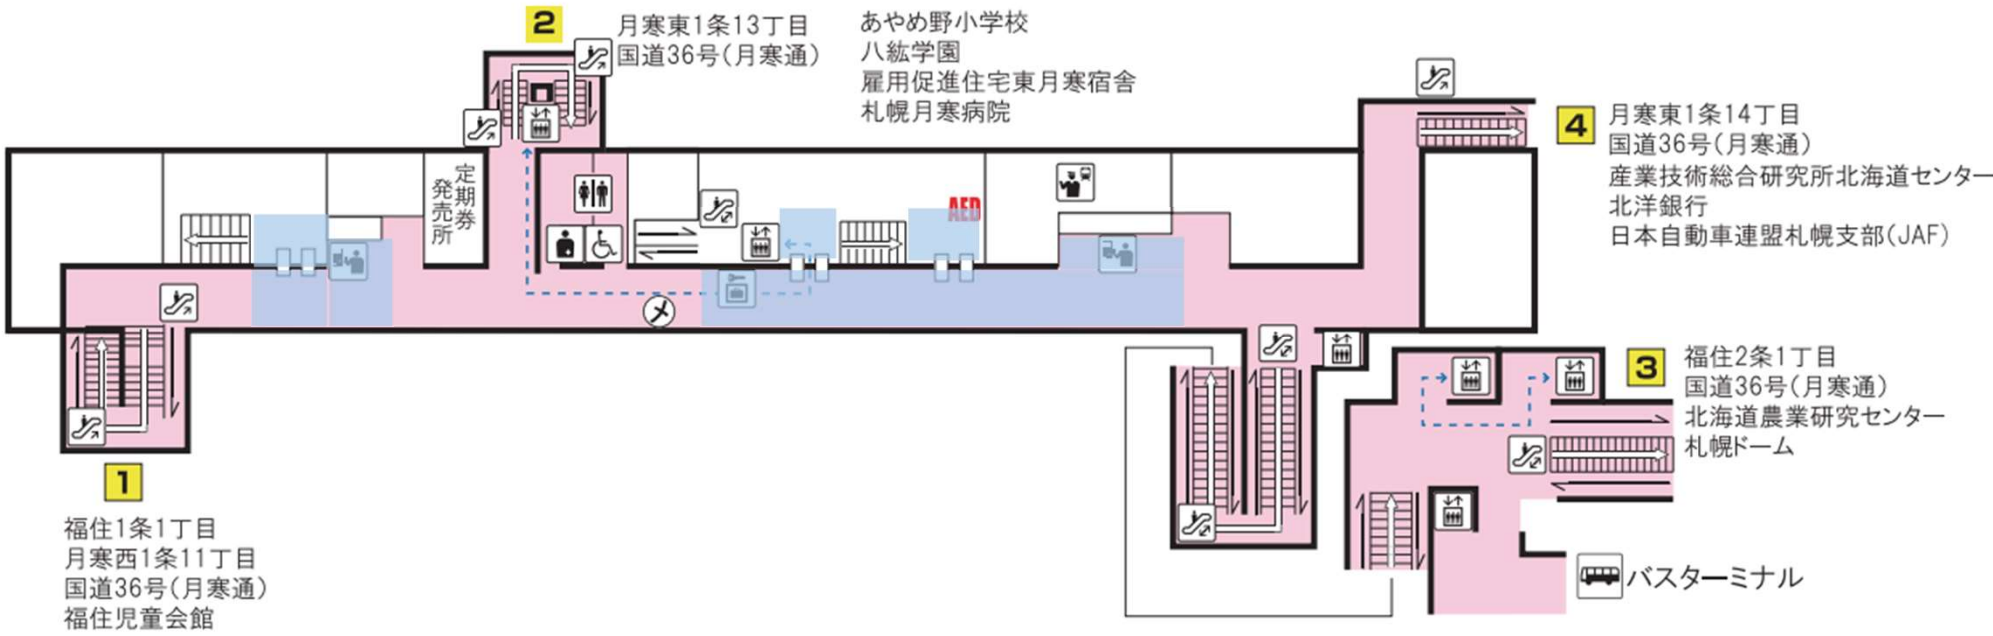 2
月寒東1条13丁目
国道36号(月寒通)
あやめ野小学校
八紘学園
雇用促進住宅東月寒宿舎
札幌月寒病院
4
月寒東1条14丁目
国道36号(月寒通)
産業技術総合研究所北海道センター
北洋銀行
日本自動車連盟札幌支部(JAF)
定期券
発売所
AED
3
福住2条1丁目
国道36号(月寒通)
北海道農業研究センター
札幌ドーム
1
福住1条1丁目
月寒西1条11丁目
国道36号(月寒通)
福住児童会館
バスターミナル